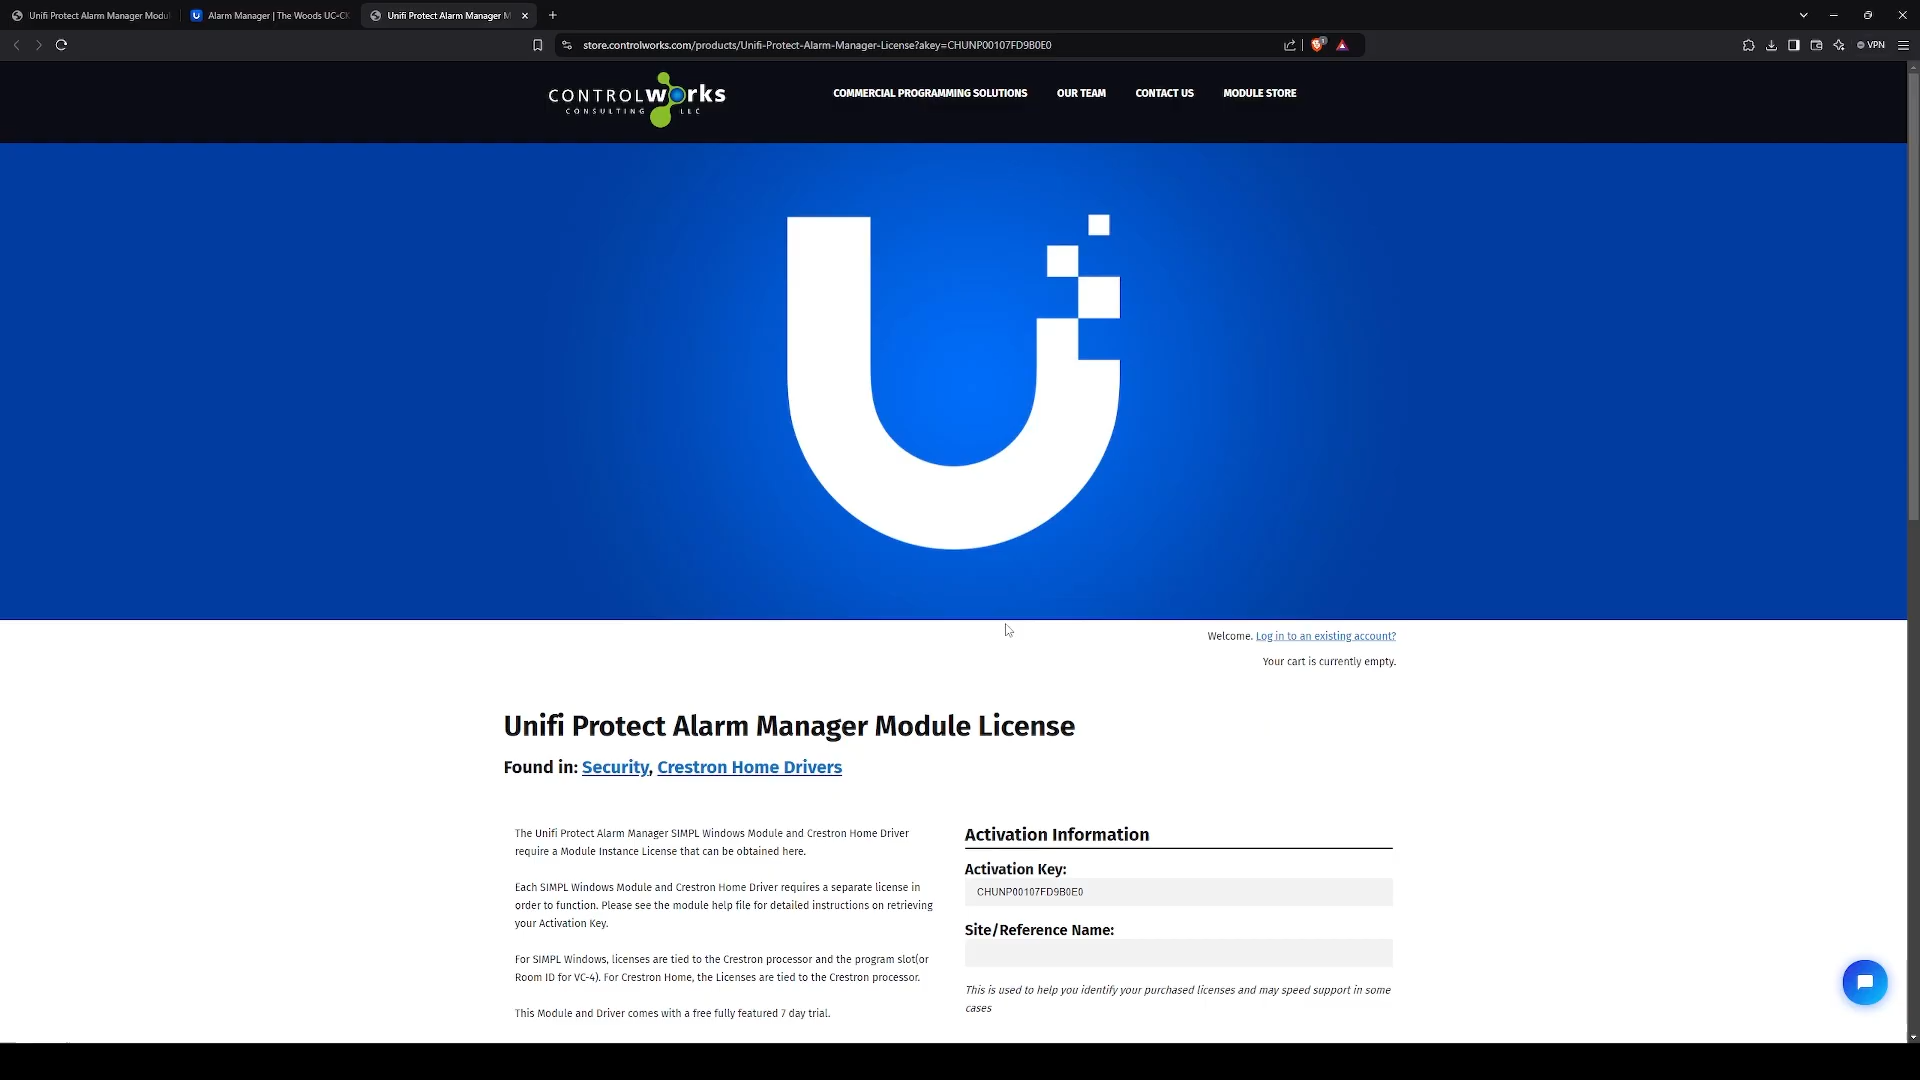 Unifi Protect Alarm Manager Modul
Alarm Manager | The Woods UC-CK
Unifi Protect Alarm Manager M
store.controlworks.com/products/Unifi-Protect-Alarm-Manager-License?akey=CHUNP00107FD9B0E0
VPN
CONTROLWorks
CONSULTING LLC
COMMERCIAL PROGRAMMING SOLUTIONS
OUR TEAM
CONTACT US
MODULE STORE
Welcome. Log in to an existing account?
Your cart is currently empty.
Unifi Protect Alarm Manager Module License
Found in: Security, Crestron Home Drivers
The Unifi Protect Alarm Manager SIMPL Windows Module and Crestron Home Driver
require a Module Instance License that can be obtained here.
Each SIMPL Windows Module and Crestron Home Driver requires a separate license in
order to function. Please see the module help file for detailed instructions on retrieving
your Activation Key.
For SIMPL Windows, licenses are tied to the Crestron processor and the program slot(or
Room ID for VC-4). For Crestron Home, the Licenses are tied to the Crestron processor.
This Module and Driver comes with a free fully featured 7 day trial.
Activation Information
Activation Key:
CHUNP00107FD9B0E0
Site/Reference Name:
This is used to help you identify your purchased licenses and may speed support in some
cases